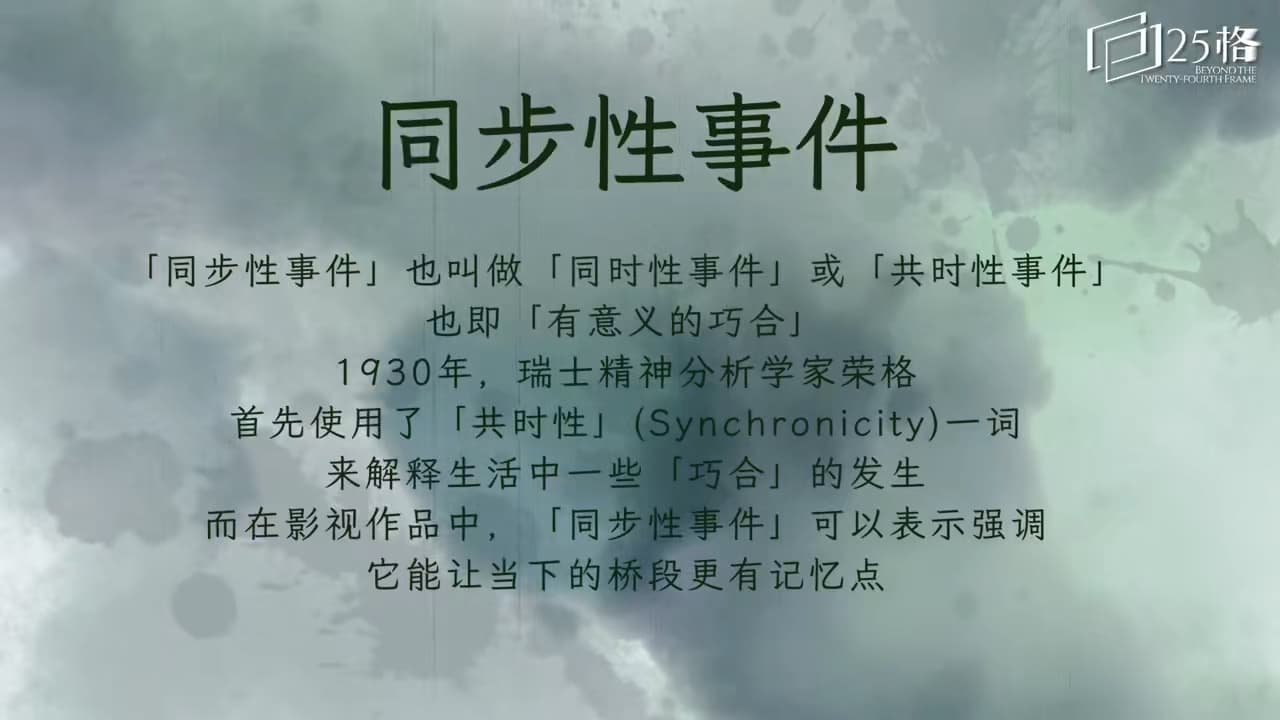 25格
BEYOND THE
TWENTY-FOURTH FRAME
同步性事件
「同步性事件」也叫做「同时性事件」或「共时性事件」
也即「有意义的巧合」
1930年，瑞士精神分析学家荣格
首先使用了「共时性」(Synchronicity)一词
来解释生活中一些「巧合」的发生
而在影视作品中，「同步性事件」可以表示强调
它能让当下的桥段更有记忆点